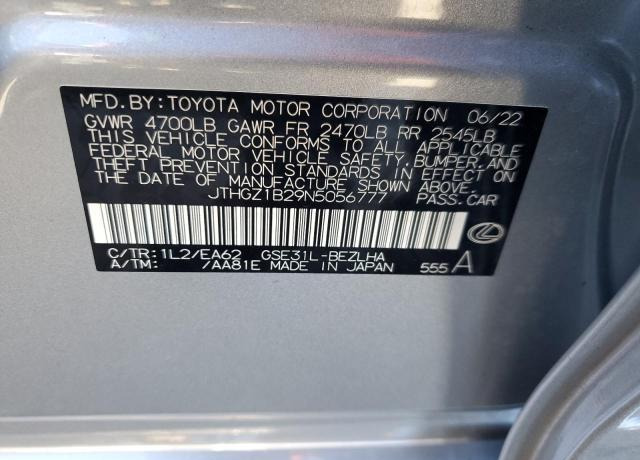 MFD.BY: TOYOTA MOTOR CORPORATION 06/22
GVWR 4700LB GAWR FR 2470LB RR 2545LB
THIS VEHICLE CONFORMS TO ALL APPLICABLE
FEDERAL MOTOR VEHICLE SAFETY,BUMPER,AND
THEFT PREVENTION STANDARDS IN EFFECT ON
THE DATE OF MANUFACTURE SHOWN ABOVE.
JTHGZ1B29N5056777 PASS.CAR
C/TR:1L2/EA62 GSE31L-BEZLHA
A/TM: /AA81E MADE IN JAPAN 555 A